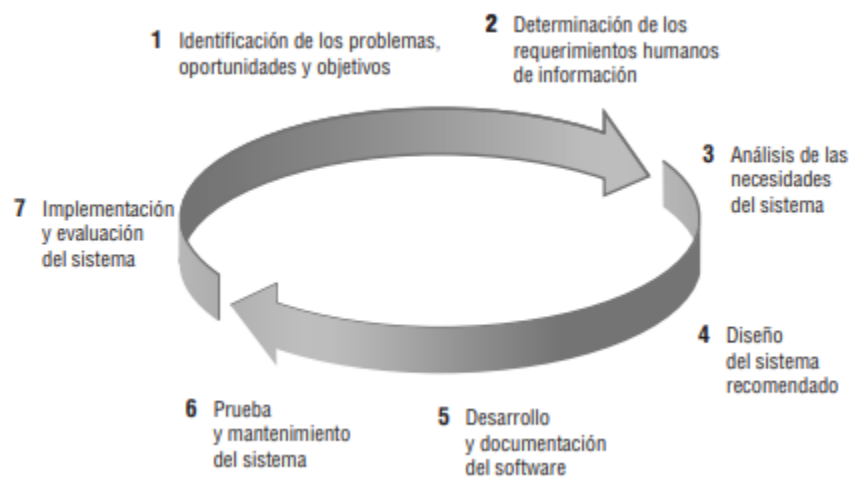 1 Identificación de los problemas,
oportunidades y objetivos
2 Determinación de los
requerimientos humanos
de información
3 Análisis de las
necesidades
del sistema
4 Diseño
del sistema
recomendado
5 Desarrollo
y documentación
del software
6 Prueba
y mantenimiento
del sistema
7 Implementación
y evaluación
del sistema